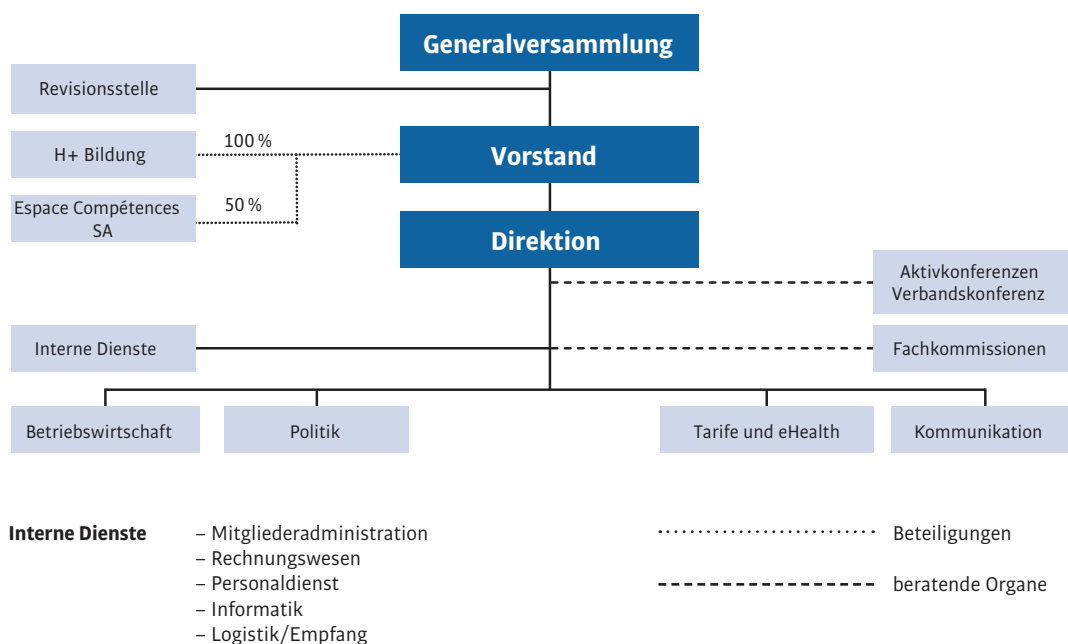 Generalversammlung
Revisionsstelle
H+ Bildung
100 %
Vorstand
Espace Compétences
SA
50 %
Direktion
Aktivkonferenzen
Verbandskonferenz
Interne Dienste
Fachkommissionen
Betriebswirtschaft
Politik
Tarife und eHealth
Kommunikation
Interne Dienste
– Mitgliederadministration
– Rechnungswesen
– Personaldienst
– Informatik
– Logistik/Empfang
Beteiligungen
beratende Organe